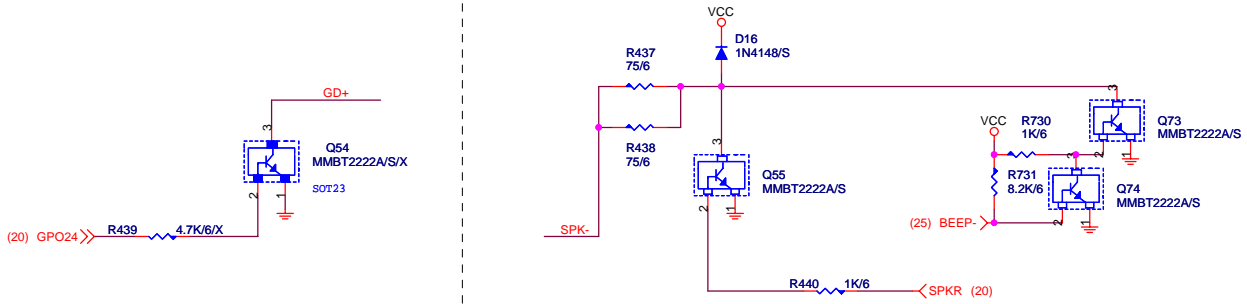 GD+
3
Q54
MMBT2222A/S/X
SOT23
2
1
(20) GPO24
R439
4.7K/6/X
VCC
D16
1N4148/S
R437
75/6
R438
75/6
3
Q55
MMBT2222A/S
2
1
SPK-
R440
1K/6
SPKR (20)
3
Q73
MMBT2222A/S
2
1
VCC
R730
1K/6
R731
8.2K/6
3
Q74
MMBT2222A/S
2
1
(25) BEEP-